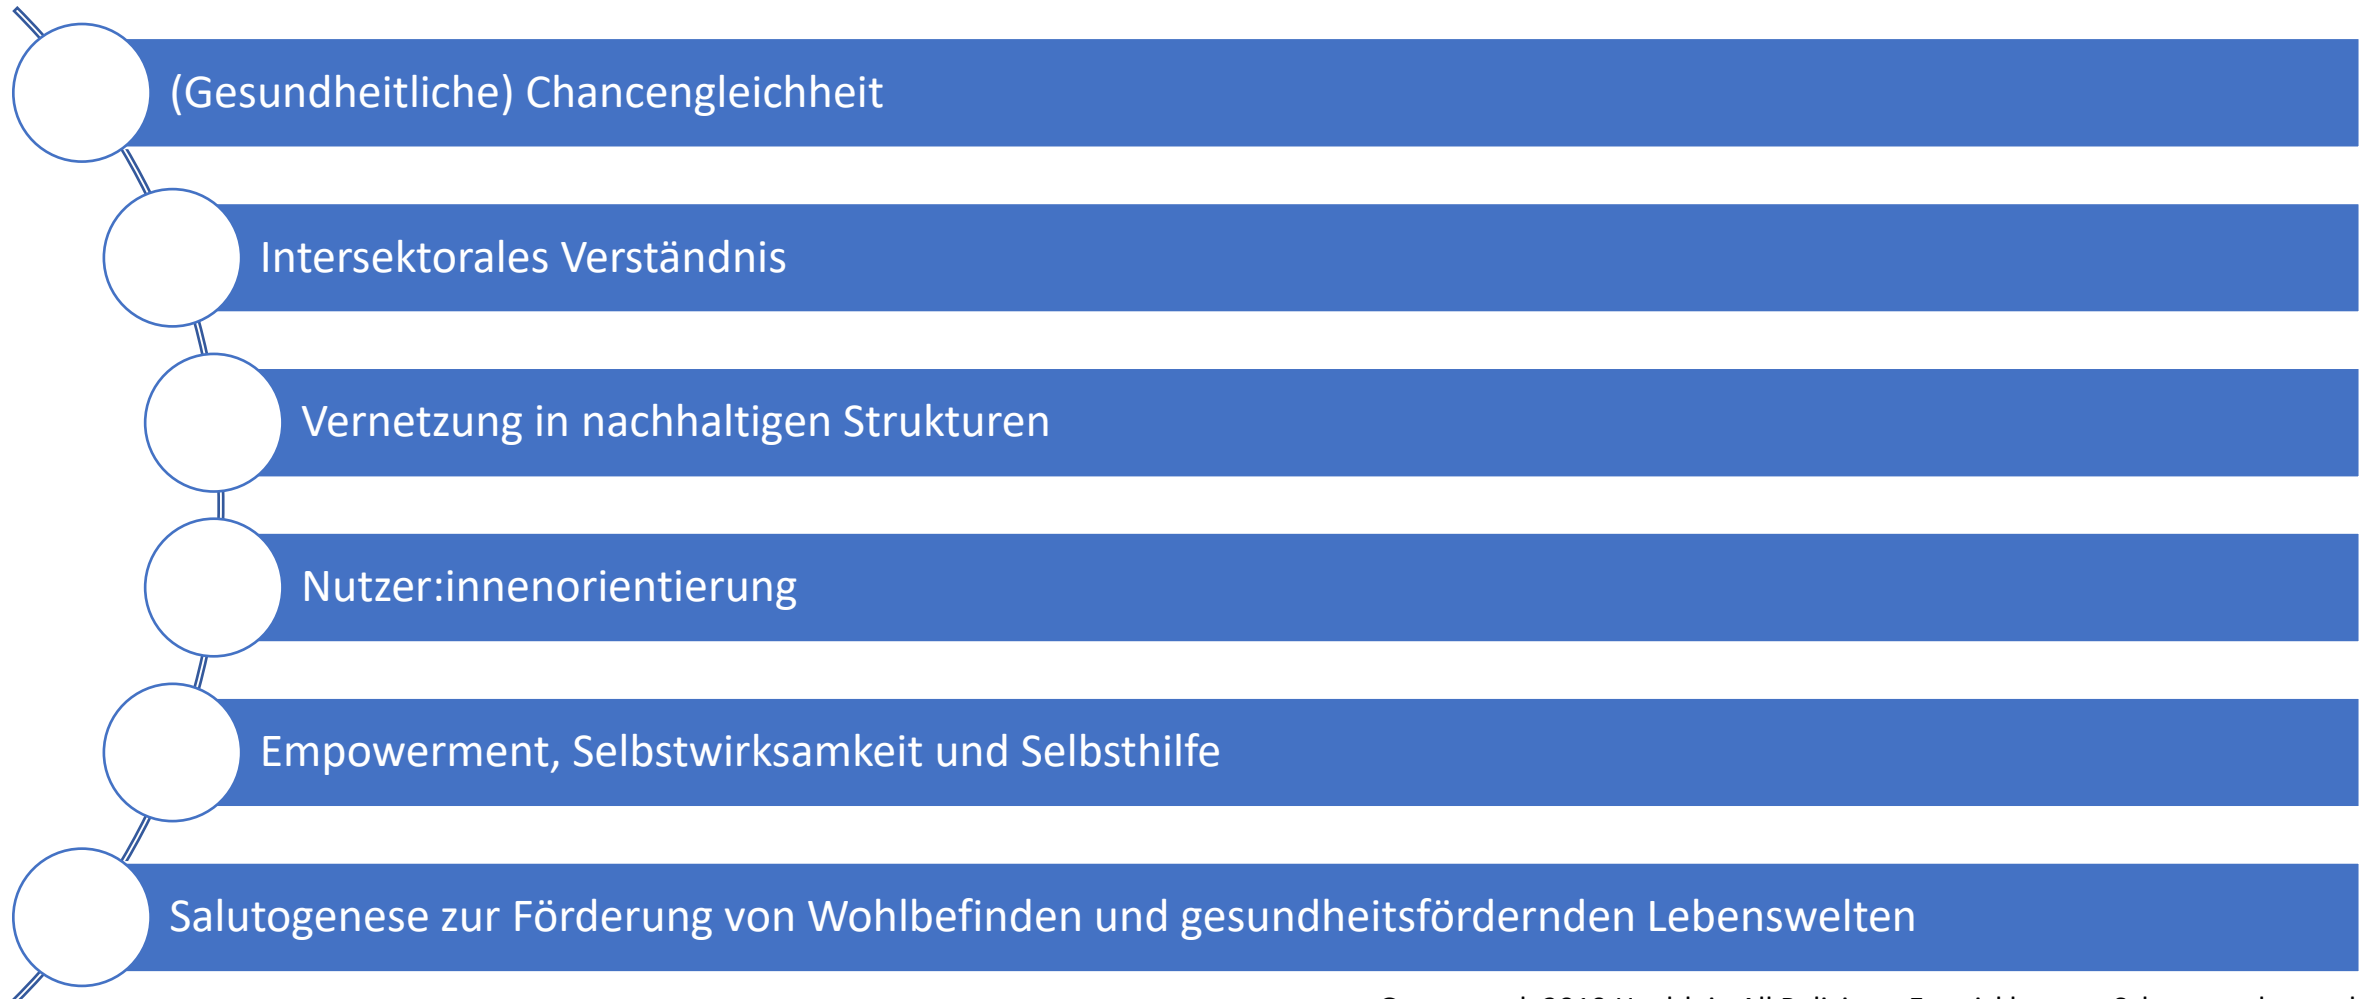 (Gesundheitliche) Chancengleichheit
Intersektorales Verständnis
Vernetzung in nachhaltigen Strukturen
Nutzer:innenorientierung
Empowerment, Selbstwirksamkeit und Selbsthilfe
Salutogenese zur Förderung von Wohlbefinden und gesundheitsfördernden Lebenswelten